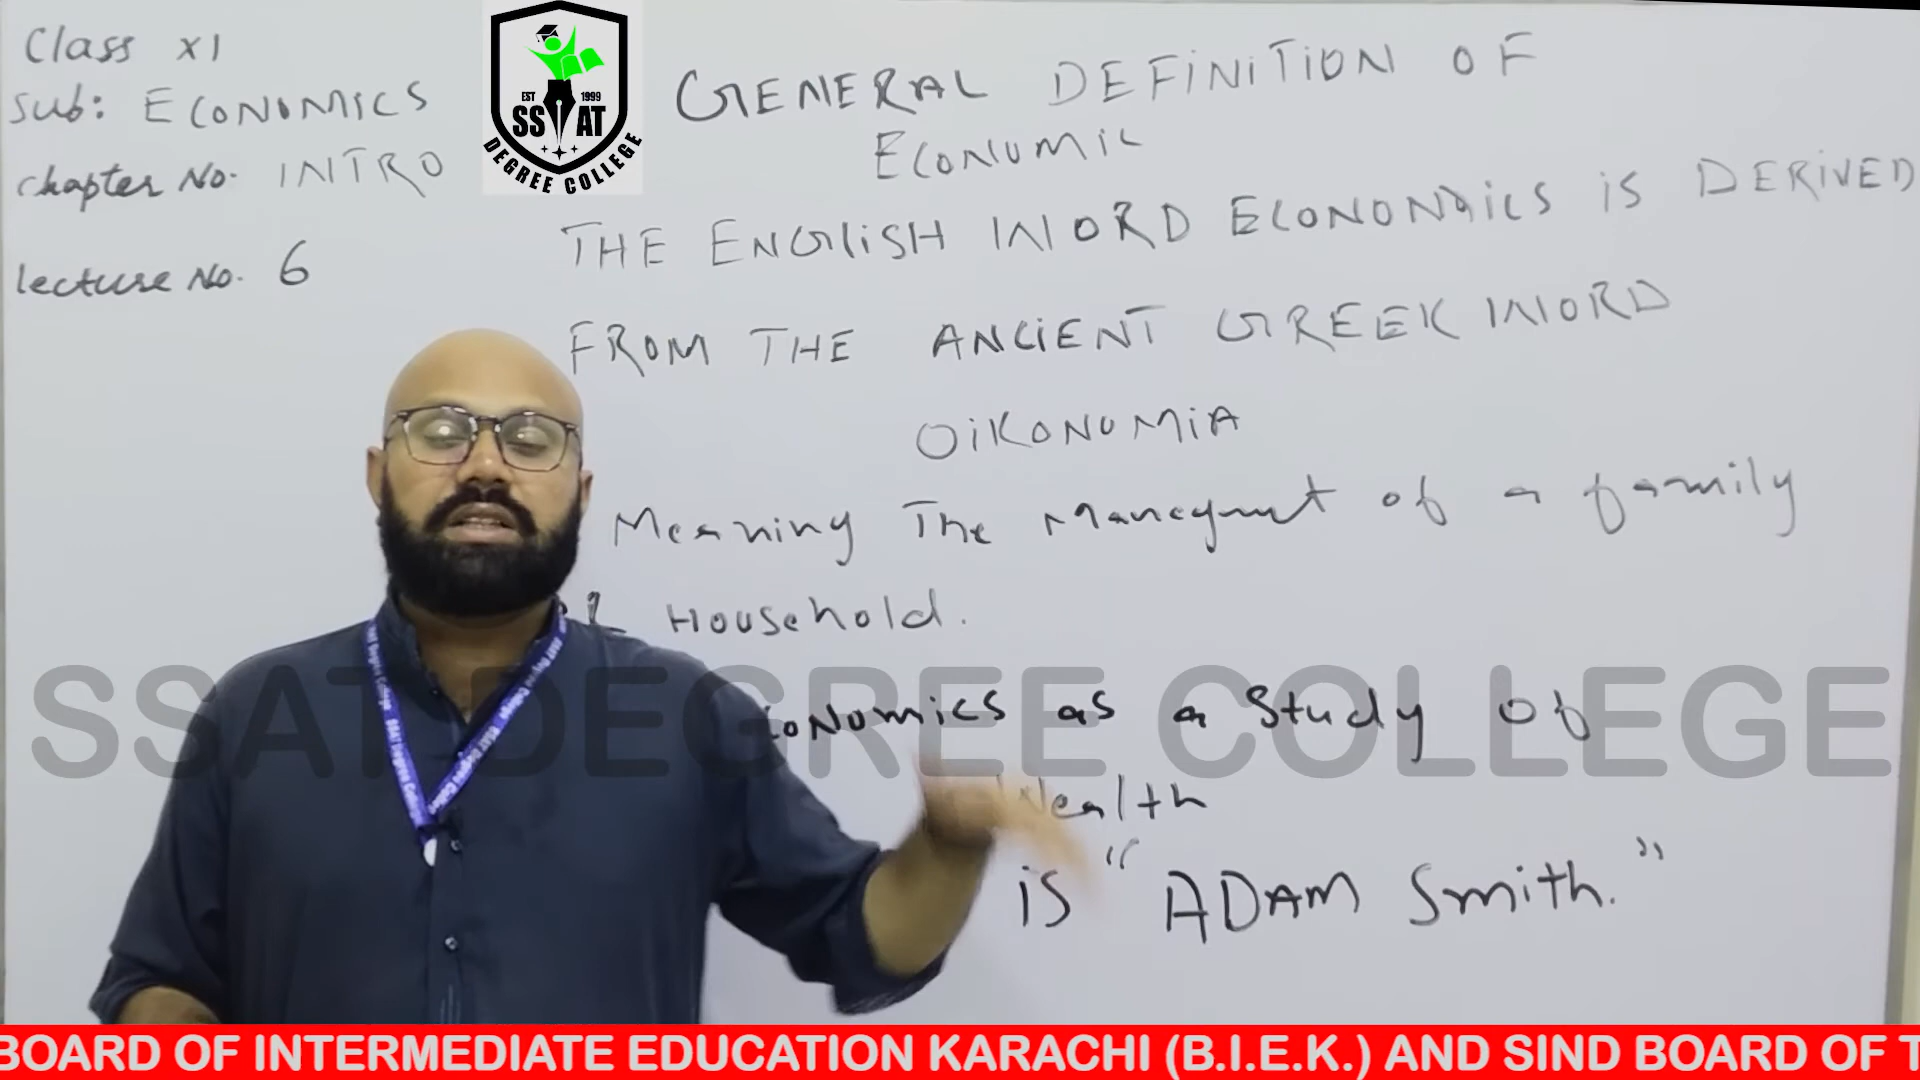 Class XI
Sub: ECONOMICS
chapter No. INTRO
lecture No. 6
EST 1999
SSAT
DEGREE COLLEGE
GENERAL DEFINITION OF
ECONOMIC
THE ENGLISH WORD ECONOMICS IS DERIVED
FROM THE ANCIENT GREEK WORD
OIKONOMIA
Meaning The Management of a family
Household.
SSAT DEGREE COLLEGE
conomics as a Study of
Wealth
is "ADAM Smith."
BOARD OF INTERMEDIATE EDUCATION KARACHI (B.I.E.K.) AND SIND BOARD OF T